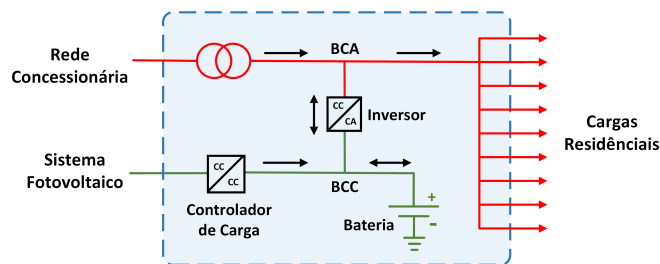 Rede
Concessionária
BCA
CC
CA
Inversor
Cargas
Residênciais
Sistema
Fotovoltaico
CC
CC
Controlador
de Carga
BCC
Bateria
+
-